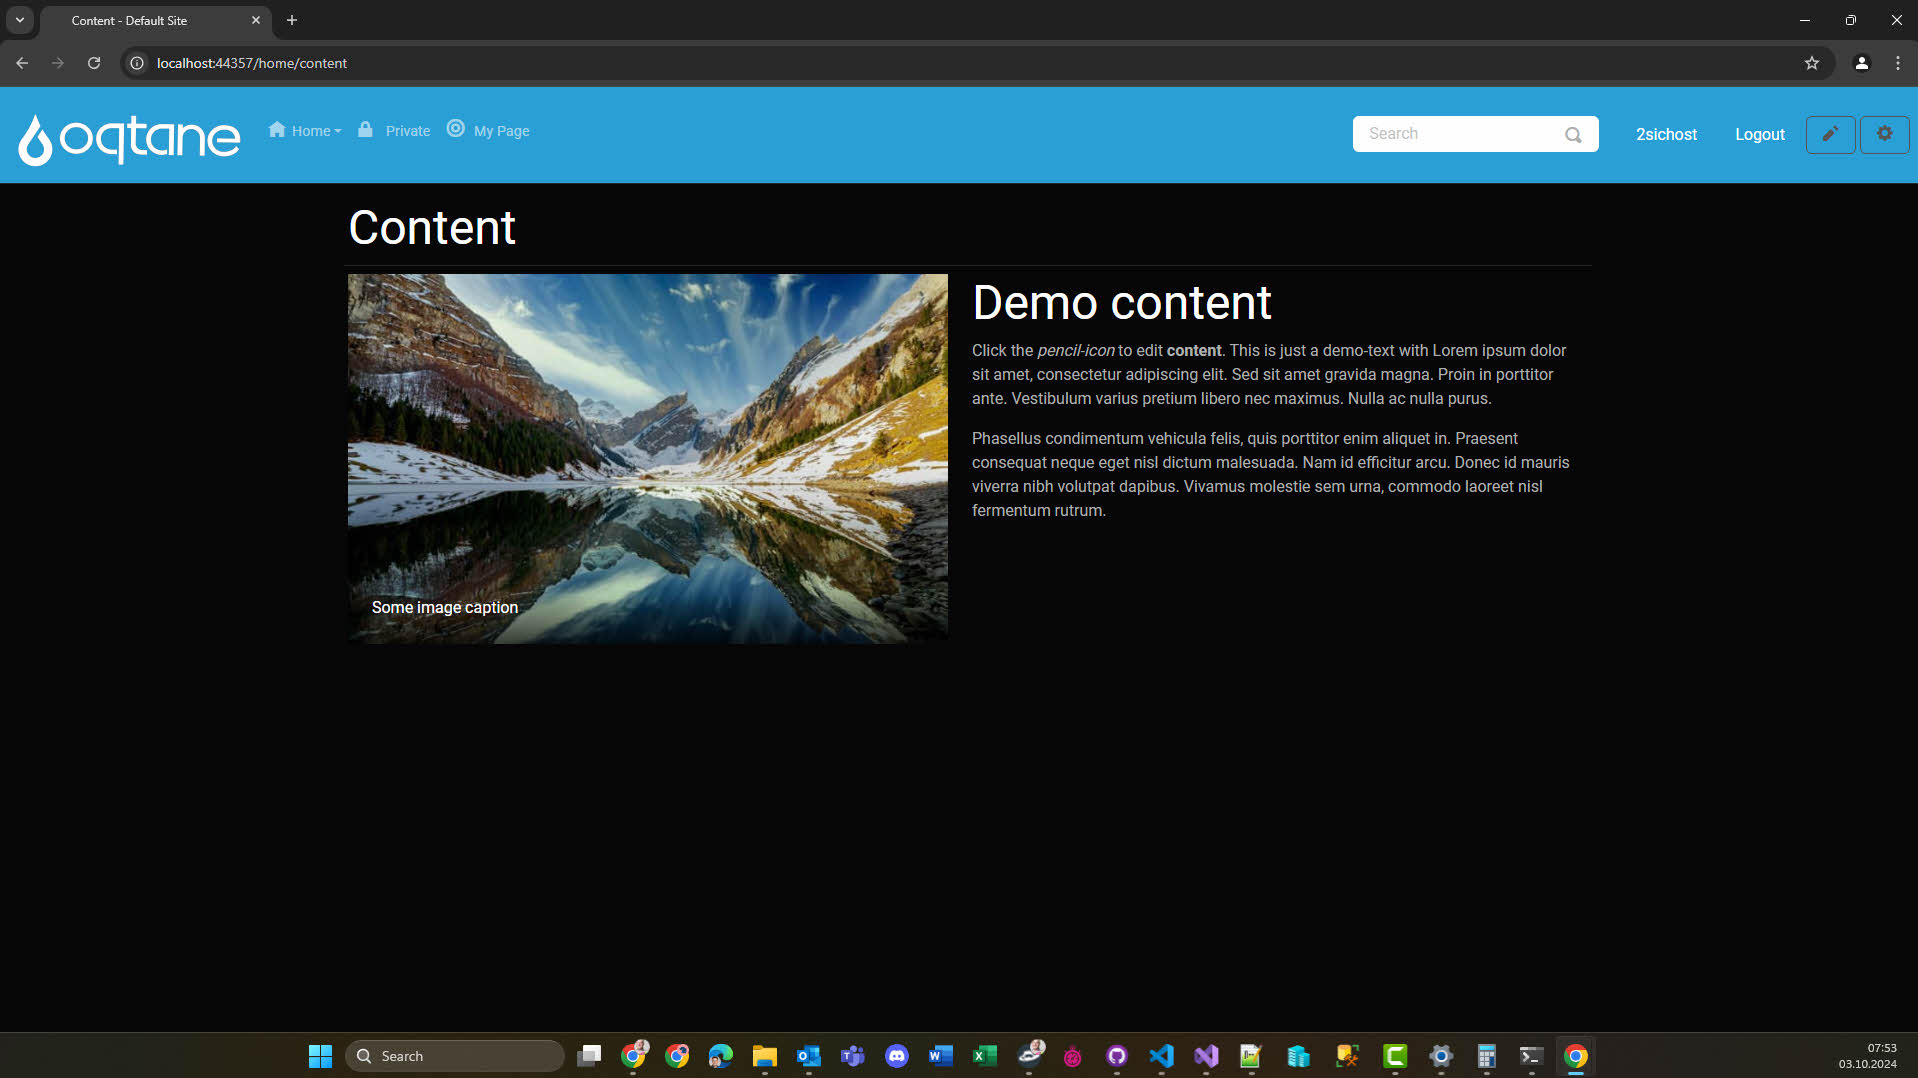 Content - Default Site
localhost:44357/home/content
oqtane
Home
Private
My Page
Search
2sichost
Logout
Content
Demo content
Click the pencil-icon to edit content. This is just a demo-text with Lorem ipsum dolor
sit amet, consectetur adipiscing elit. Sed sit amet gravida magna. Proin in porttitor
ante. Vestibulum varius pretium libero nec maximus. Nulla ac nulla purus.
Phasellus condimentum vehicula felis, quis porttitor enim aliquet in. Praesent
consequat neque eget nisl dictum malesuada. Nam id efficitur arcu. Donec id mauris
viverra nibh volutpat dapibus. Vivamus molestie sem urna, commodo laoreet nisl
fermentum rutrum.
Some image caption
Search
07:53
03.10.2024